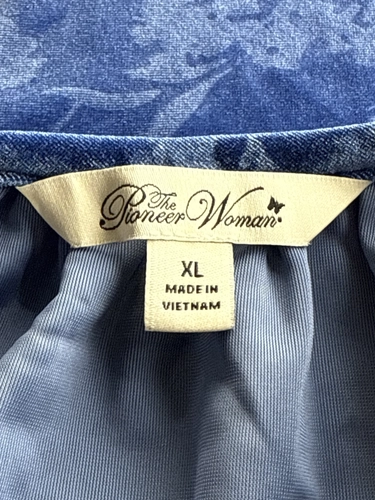 The
Pioneer Woman
XL
MADE IN
VIETNAM